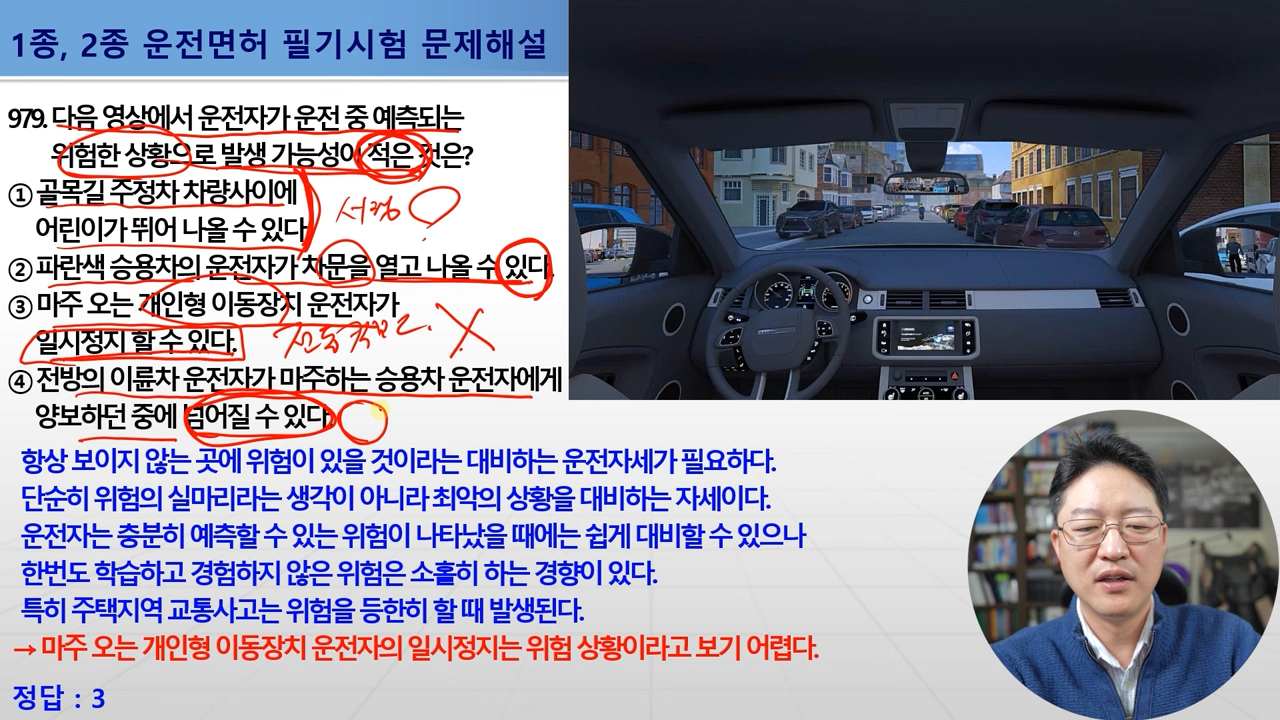 1종, 2종 운전면허 필기시험 문제해설
979. 다음 영상에서 운전자가 운전 중 예측되는
위험한 상황으로 발생 가능성이 적은 것은?
① 골목길 주정차 차량사이에
어린이가 뛰어 나올 수 있다
서행
② 파란색 승용차의 운전자가 차문을 열고 나올 수 있다.
③ 마주 오는 개인형 이동장치 운전자가
일시정지 할 수 있다.
④ 전방의 이륜차 운전자가 마주하는 승용차 운전자에게
양보하던 중에 넘어질 수 있다
항상 보이지 않는 곳에 위험이 있을 것이라는 대비하는 운전자세가 필요하다.
단순히 위험의 실마리라는 생각이 아니라 최악의 상황을 대비하는 자세이다.
운전자는 충분히 예측할 수 있는 위험이 나타났을 때에는 쉽게 대비할 수 있으나
한번도 학습하고 경험하지 않은 위험은 소홀히 하는 경향이 있다.
특히 주택지역 교통사고는 위험을 등한히 할 때 발생된다.
→ 마주 오는 개인형 이동장치 운전자의 일시정지는 위험 상황이라고 보기 어렵다.
정답 : 3